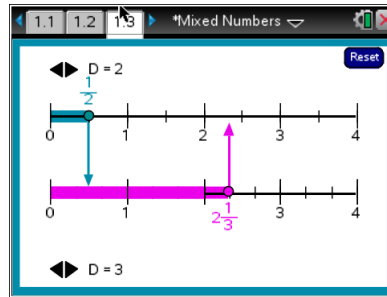 1.1 1.2 1.3 *Mixed Numbers
Reset
D = 2
1/2
0 1 2 3 4
0 1 2 1/3 3 4
D = 3